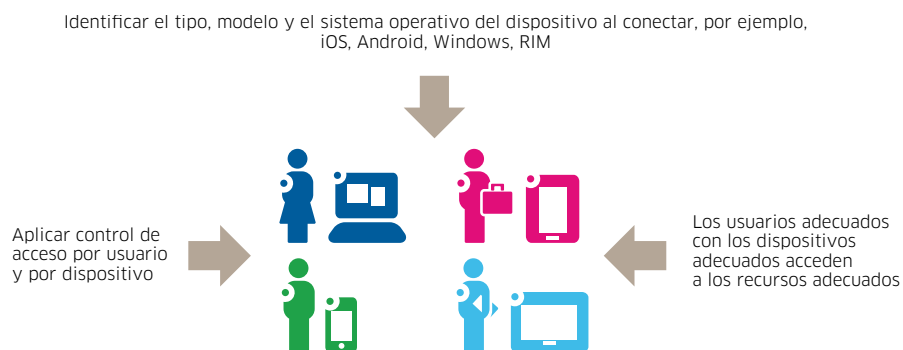 Identificar el tipo, modelo y el sistema operativo del dispositivo al conectar, por ejemplo,
iOS, Android, Windows, RIM
Aplicar control de
acceso por usuario
y por dispositivo
Los usuarios adecuados
con los dispositivos
adecuados acceden
a los recursos adecuados